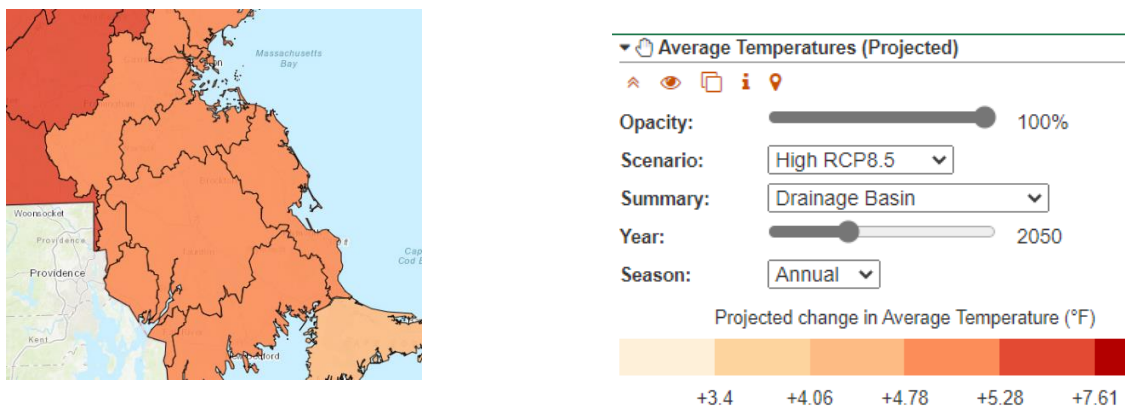 Massachusetts
Bay
Woonsocket
Providence
Providence
Cap
Cod B
Kent
Average Temperatures (Projected)
Opacity: 100%
Scenario: High RCP8.5
Summary: Drainage Basin
Year: 2050
Season: Annual
Projected change in Average Temperature (°F)
+3.4 +4.06 +4.78 +5.28 +7.61